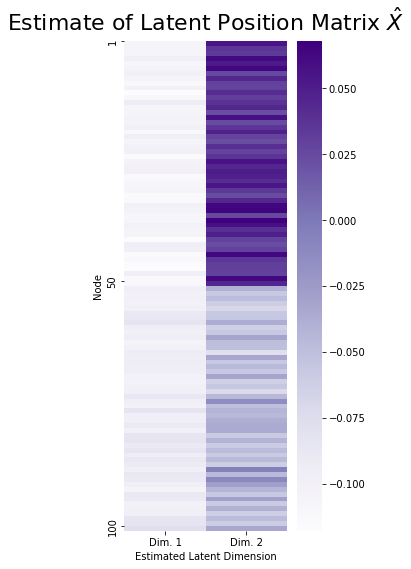 Estimate of Latent Position Matrix X̂
1
50
100
Node
Dim. 1
Dim. 2
Estimated Latent Dimension
0.050
0.025
0.000
−0.025
−0.050
−0.075
−0.100